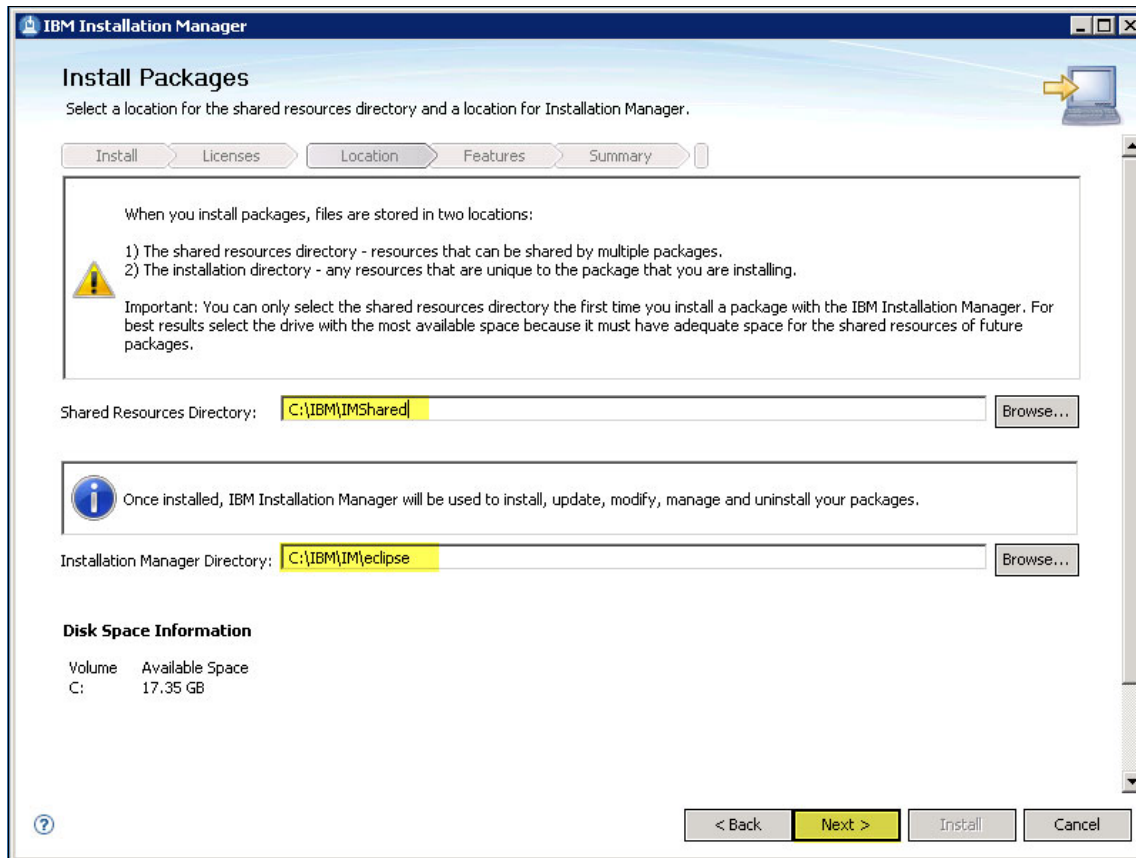 IBM Installation Manager
Install Packages
Select a location for the shared resources directory and a location for Installation Manager.
Install Licenses Location Features Summary
When you install packages, files are stored in two locations:
1) The shared resources directory - resources that can be shared by multiple packages.
2) The installation directory - any resources that are unique to the package that you are installing.
Important: You can only select the shared resources directory the first time you install a package with the IBM Installation Manager. For
best results select the drive with the most available space because it must have adequate space for the shared resources of future
packages.
Shared Resources Directory: C:\IBM\IMShared Browse...
Once installed, IBM Installation Manager will be used to install, update, modify, manage and uninstall your packages.
Installation Manager Directory: C:\IBM\IM\eclipse Browse...
Disk Space Information
Volume Available Space
C: 17.35 GB
? < Back Next > Install Cancel